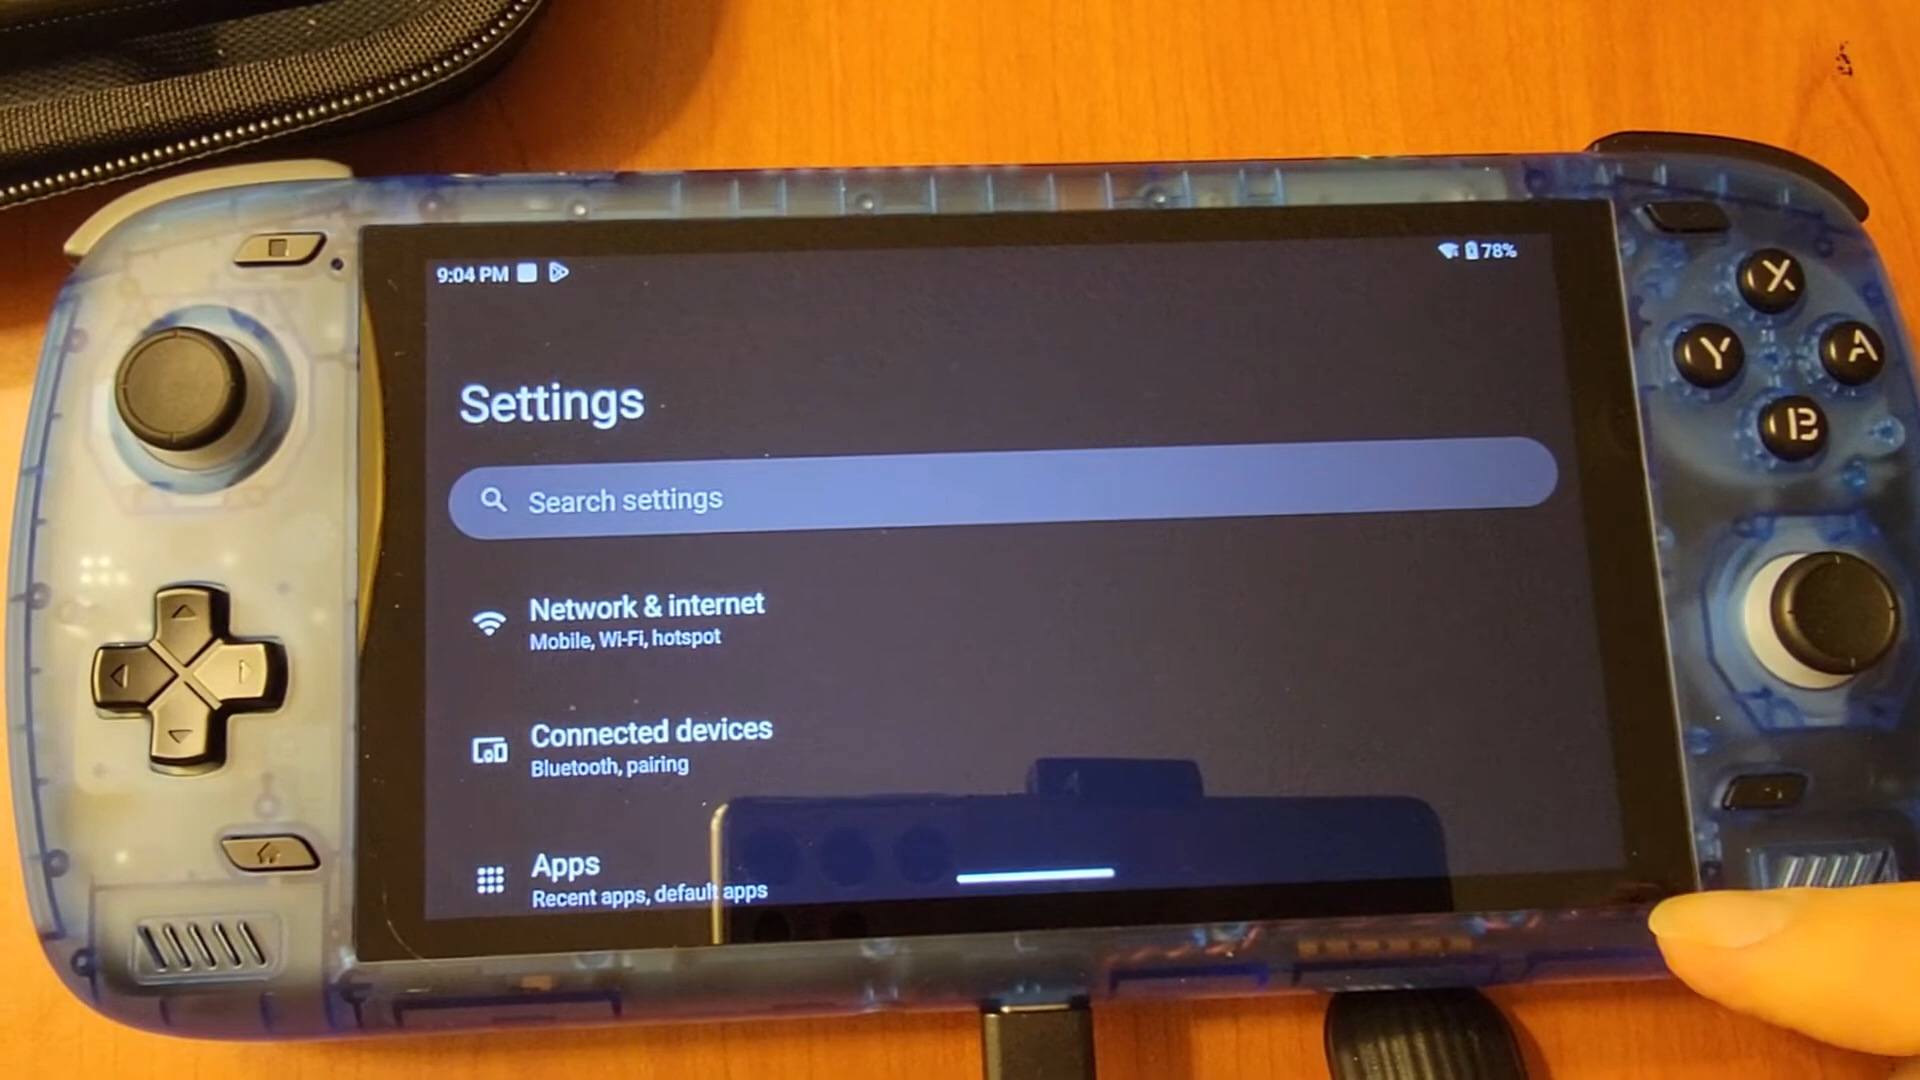 9:04 PM
78%
X
Settings
Y
A
B
Search settings
Network & internet
Mobile, Wi-Fi, hotspot
Connected devices
Bluetooth, pairing
Apps
Recent apps, default apps